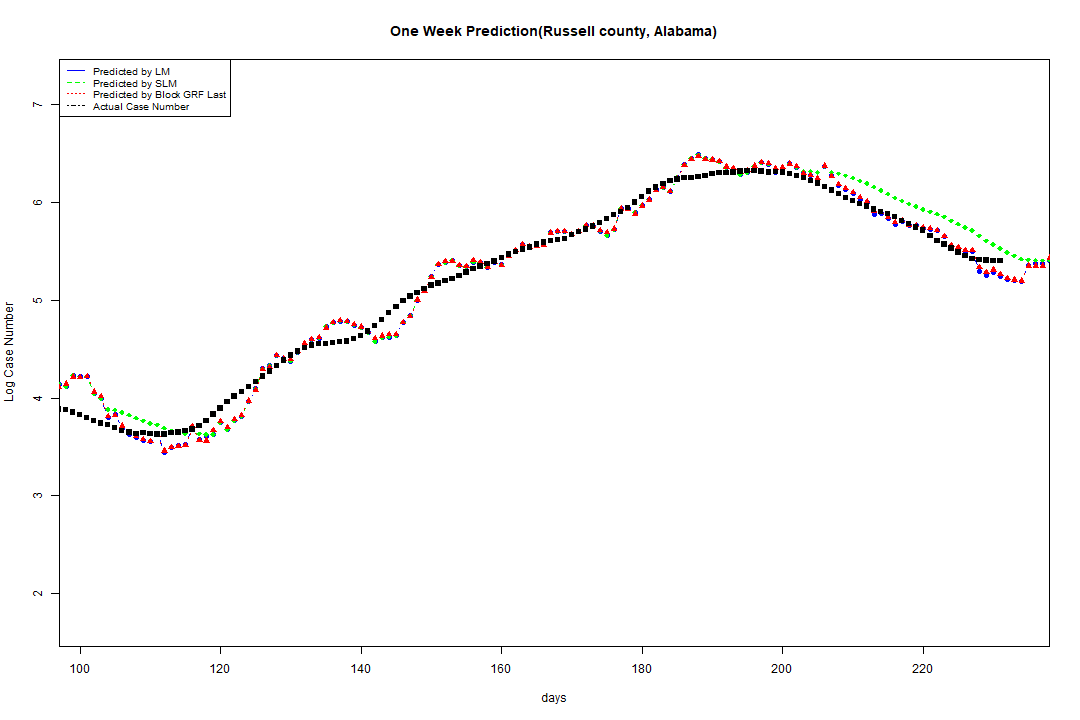 One Week Prediction(Russell county, Alabama)
Predicted by LM
Predicted by SLM
Predicted by Block GRF Last
Actual Case Number
7
6
5
4
3
2
Log Case Number
100 120 140 160 180 200 220
days